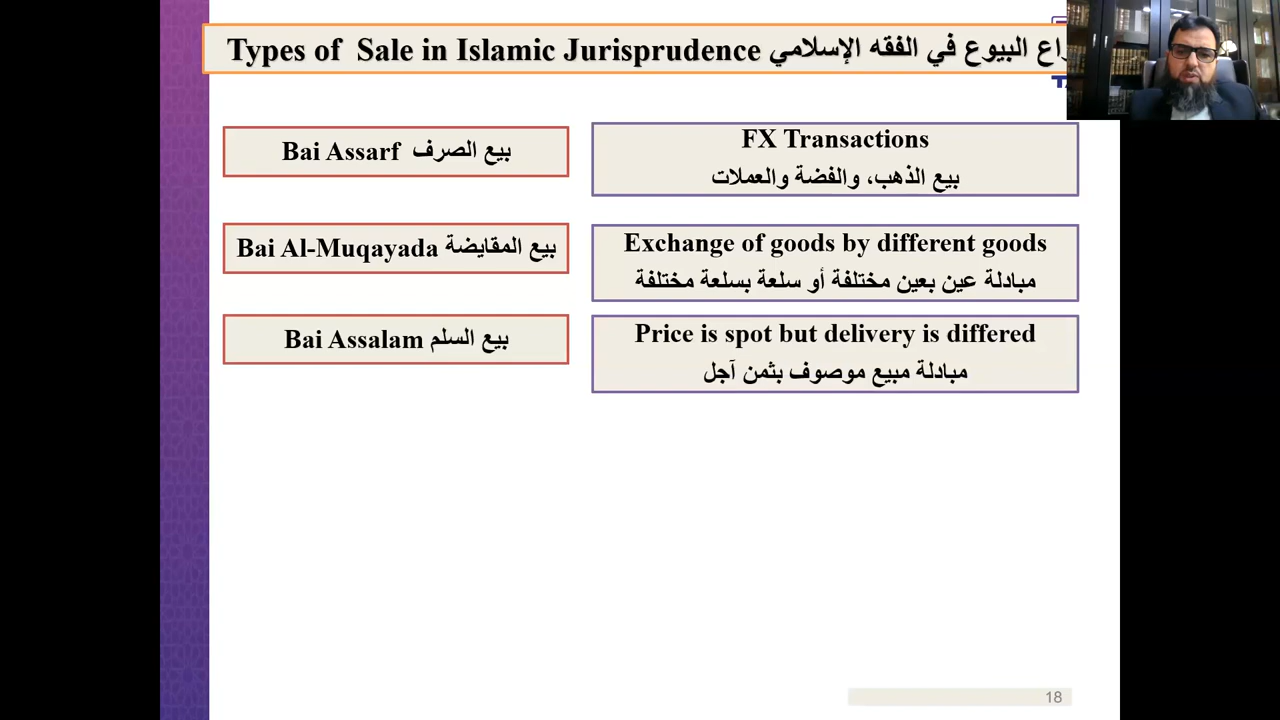 Types of Sale in Islamic Jurisprudence البيوع في الفقه الإسلامي
Bai Assarf بيع الصرف
FX Transactions
بيع الذهب، والفضة والعملات
Bai Al-Muqayada بيع المقايضة
Exchange of goods by different goods
مبادلة عين بعين مختلفة أو سلعة بسلعة مختلفة
Bai Assalam بيع السلم
Price is spot but delivery is differed
مبادلة مبيع موصوف بثمن آجل
18